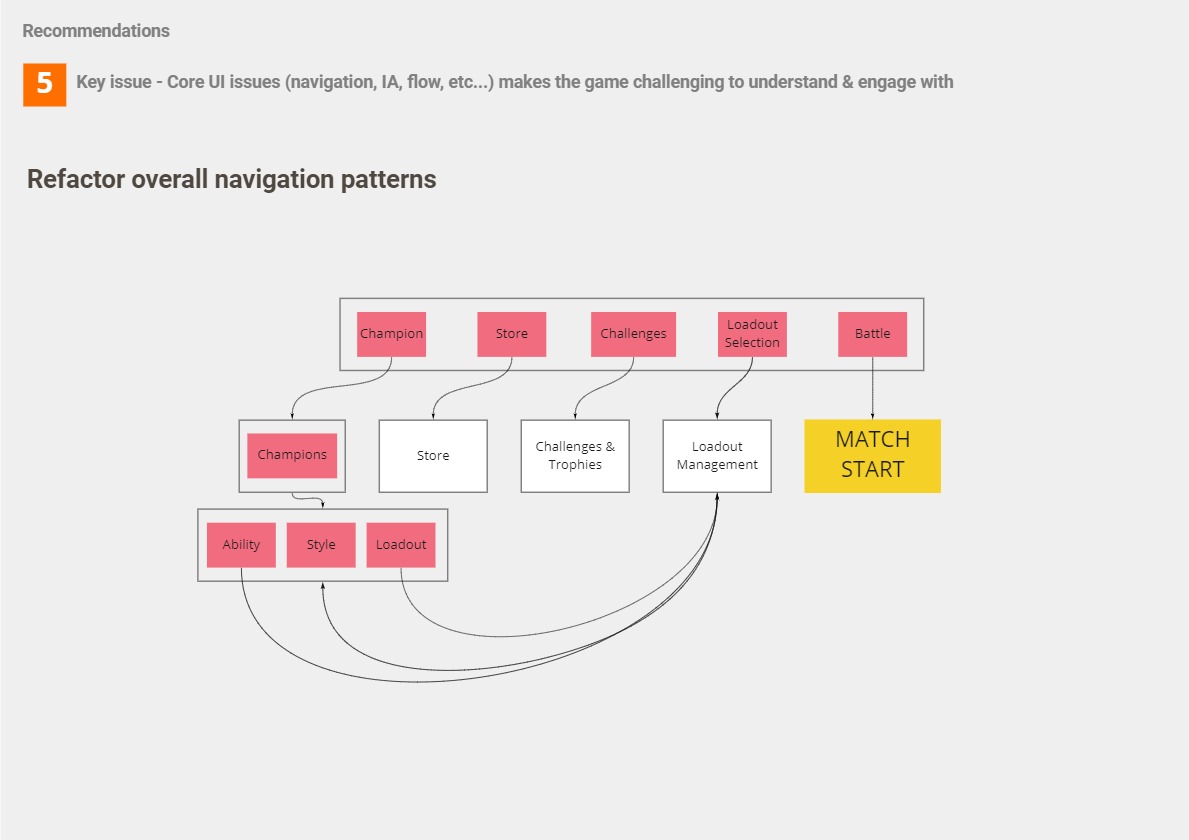 Recommendations
5
Key issue - Core UI issues (navigation, IA, flow, etc...) makes the game challenging to understand & engage with
Refactor overall navigation patterns
Champion
Store
Challenges
Loadout
Selection
Battle
Champions
Store
Challenges &
Trophies
Loadout
Management
MATCH
START
Ability
Style
Loadout